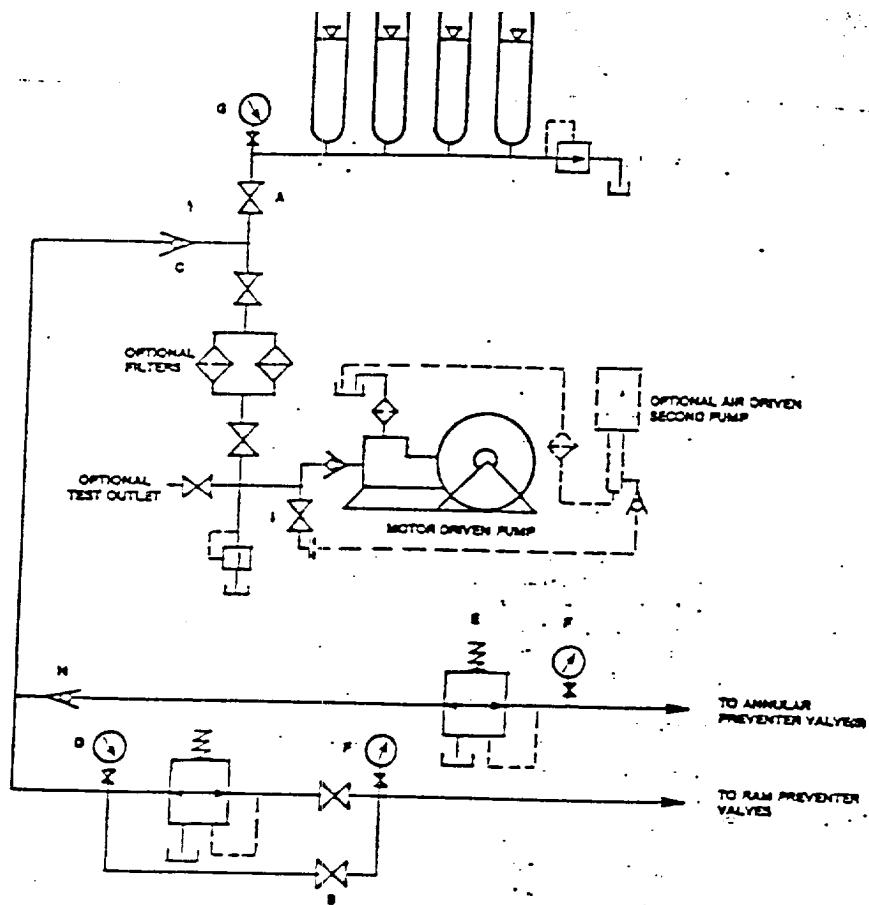 G
A
C
OPTIONAL
FILTERS
OPTIONAL AIR DRIVEN
SECOND PUMP
OPTIONAL
TEST OUTLET
MOTOR DRIVEN PUMP
E
F
H
TO ANNULAR
PREVENTER VALVE(S)
D
F
TO RAM PREVENTER
VALVES
B